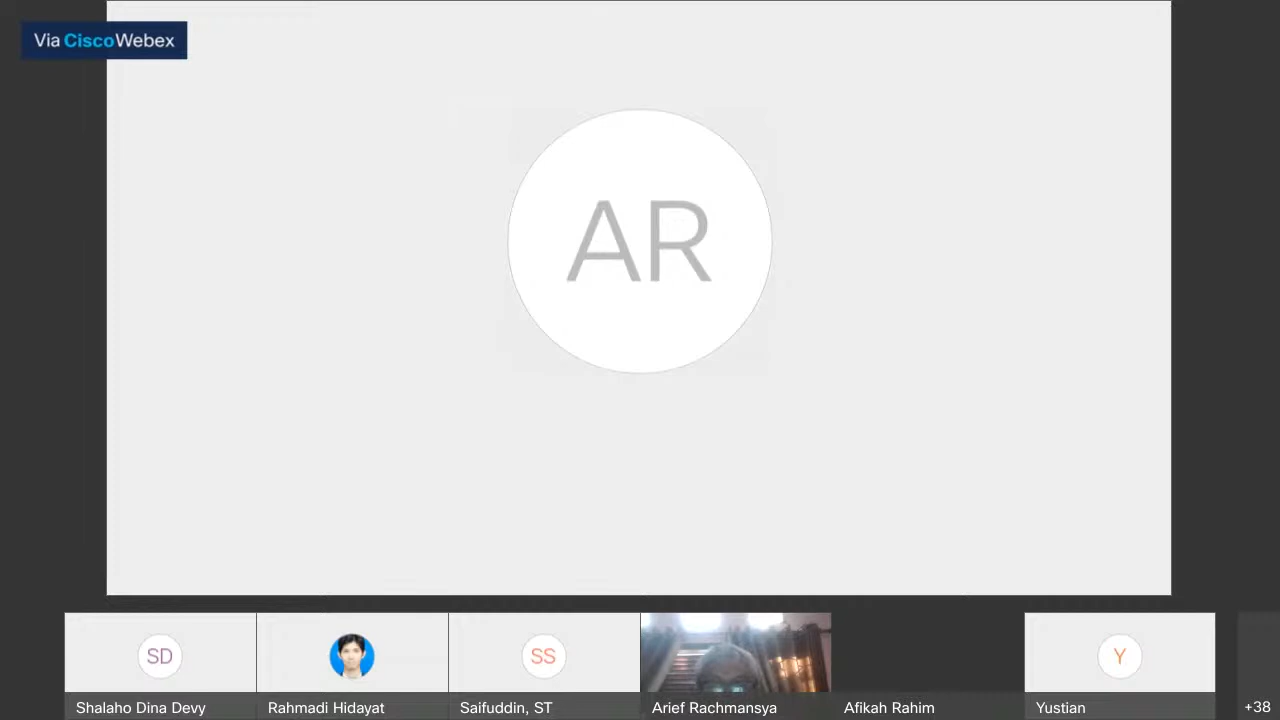 Via CiscoWebex
AR
SD
SS
Y
Shalaho Dina Devy
Rahmadi Hidayat
Saifuddin, ST
Arief Rachmansya
Afikah Rahim
Yustian
+38